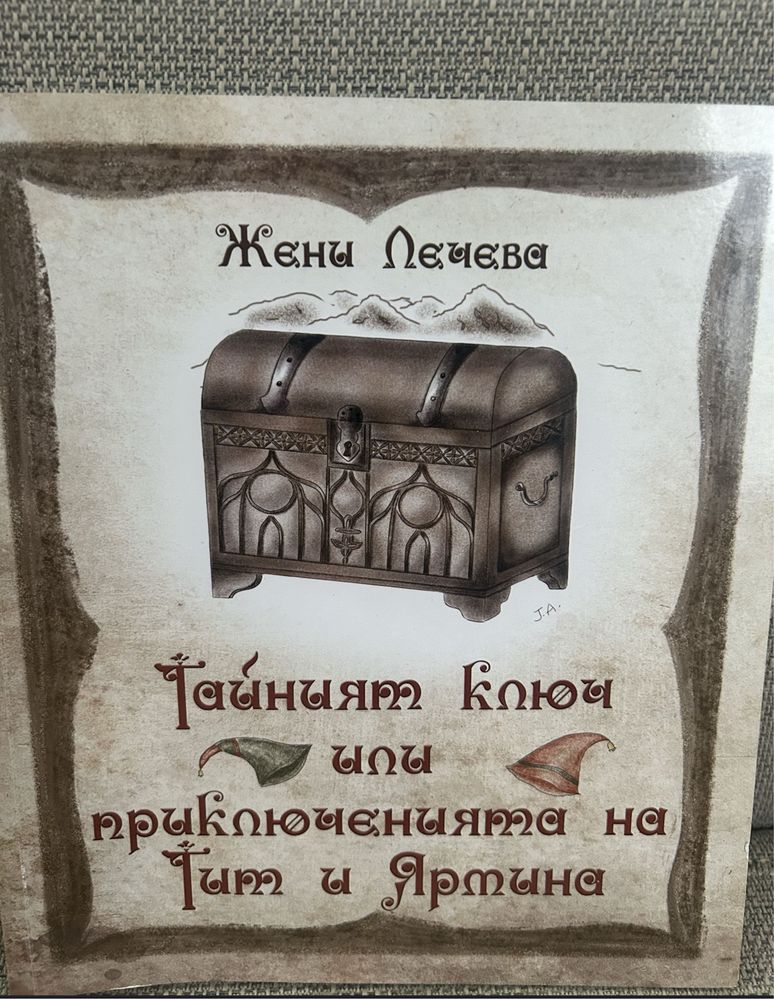 Жени Лечева
J.A.
Тайният ключ
или
приключенията на
Тит и Ярмина